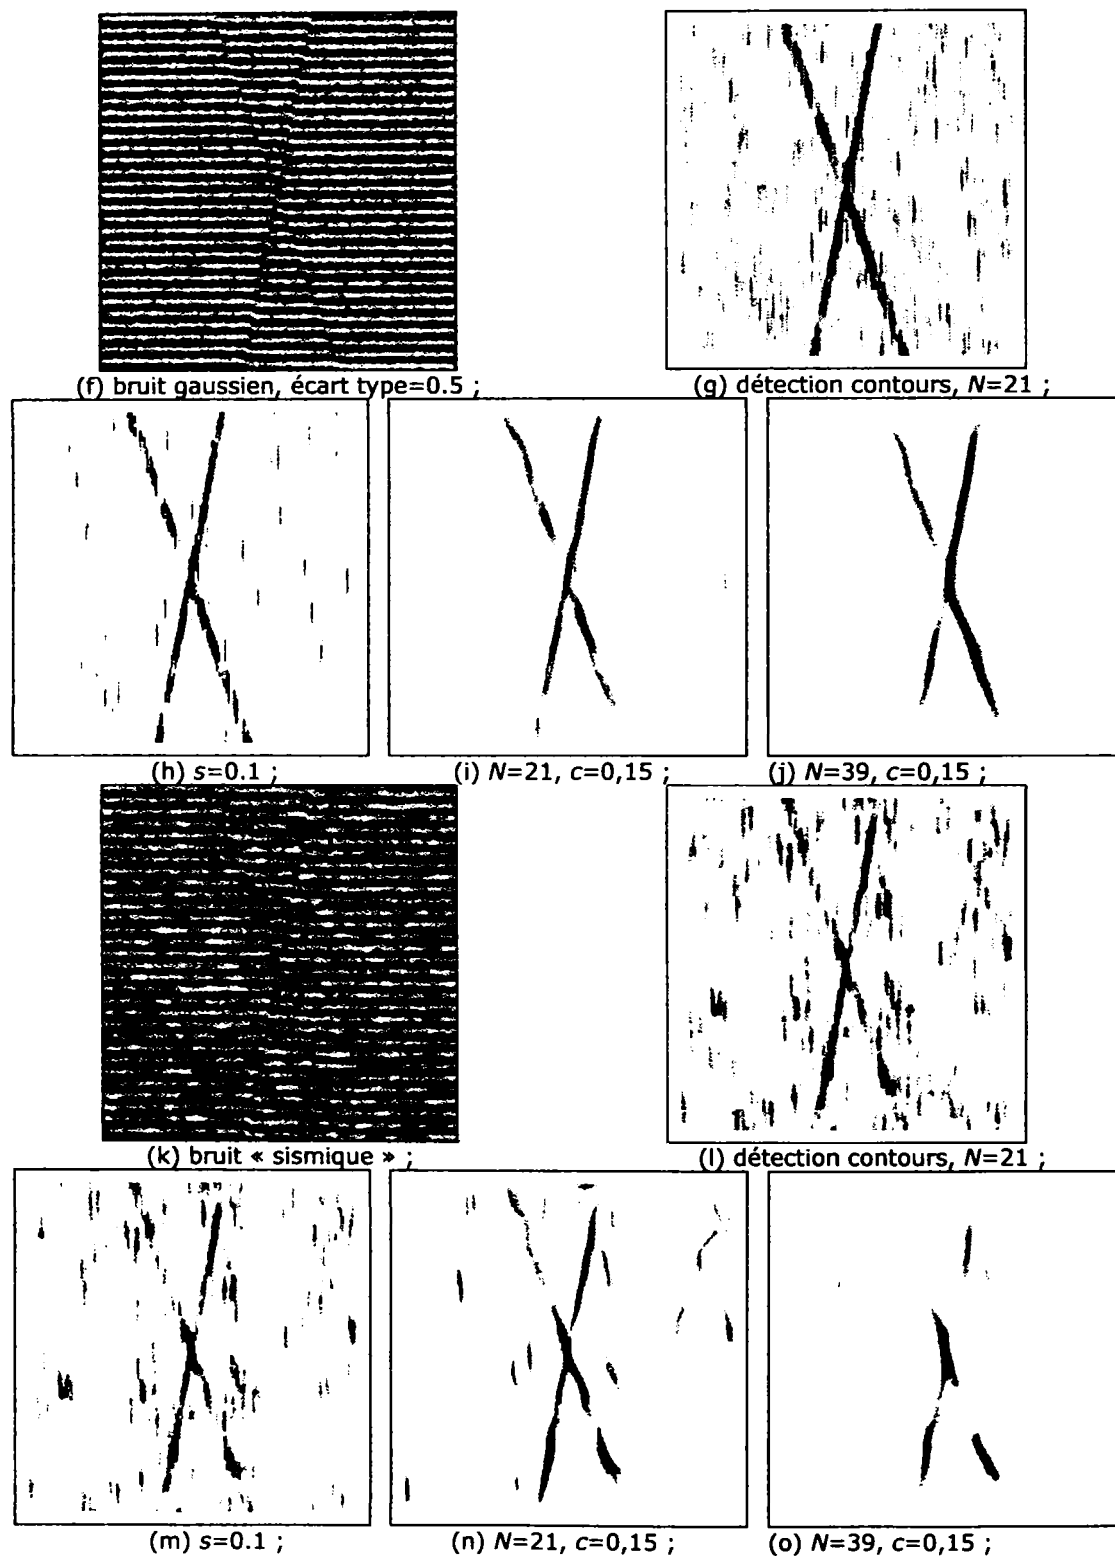 (f) bruit gaussien, écart type=0.5 ;
(g) détection contours, N=21 ;
(h) s=0.1 ;
(i) N=21, c=0,15 ;
(j) N=39, c=0,15 ;
(k) bruit « sismique » ;
(l) détection contours, N=21 ;
(m) s=0.1 ;
(n) N=21, c=0,15 ;
(o) N=39, c=0,15 ;